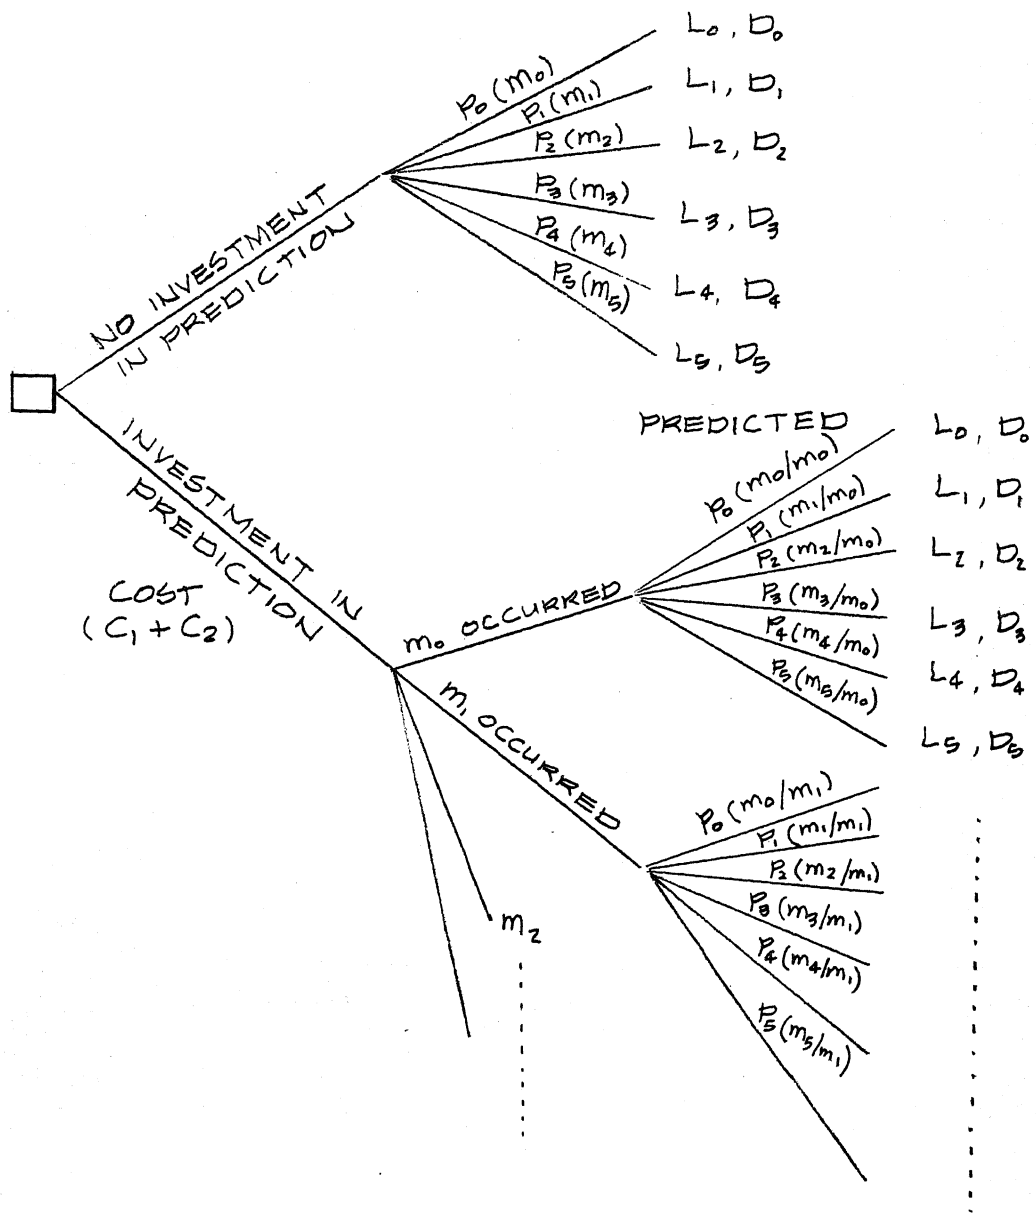 P₀(m₀)
L₀, D₀
P₁(m₁)
L₁, D₁
P₂(m₂)
L₂, D₂
P₃(m₃)
L₃, D₃
P₄(m₄)
L₄, D₄
P₅(m₅)
L₅, D₅
NO INVESTMENT
IN PREDICTION
INVESTMENT IN
PREDICTION
COST
(C₁ + C₂)
PREDICTED
m₀ OCCURRED
P₀(m₀/m₀)
L₀, D₀
P₁(m₁/m₀)
L₁, D₁
P₂(m₂/m₀)
L₂, D₂
P₃(m₃/m₀)
L₃, D₃
P₄(m₄/m₀)
L₄, D₄
P₅(m₅/m₀)
L₅, D₅
m₁ OCCURRED
P₀(m₀/m₁)
P₁(m₁/m₁)
P₂(m₂/m₁)
P₃(m₃/m₁)
P₄(m₄/m₁)
P₅(m₅/m₁)
m₂